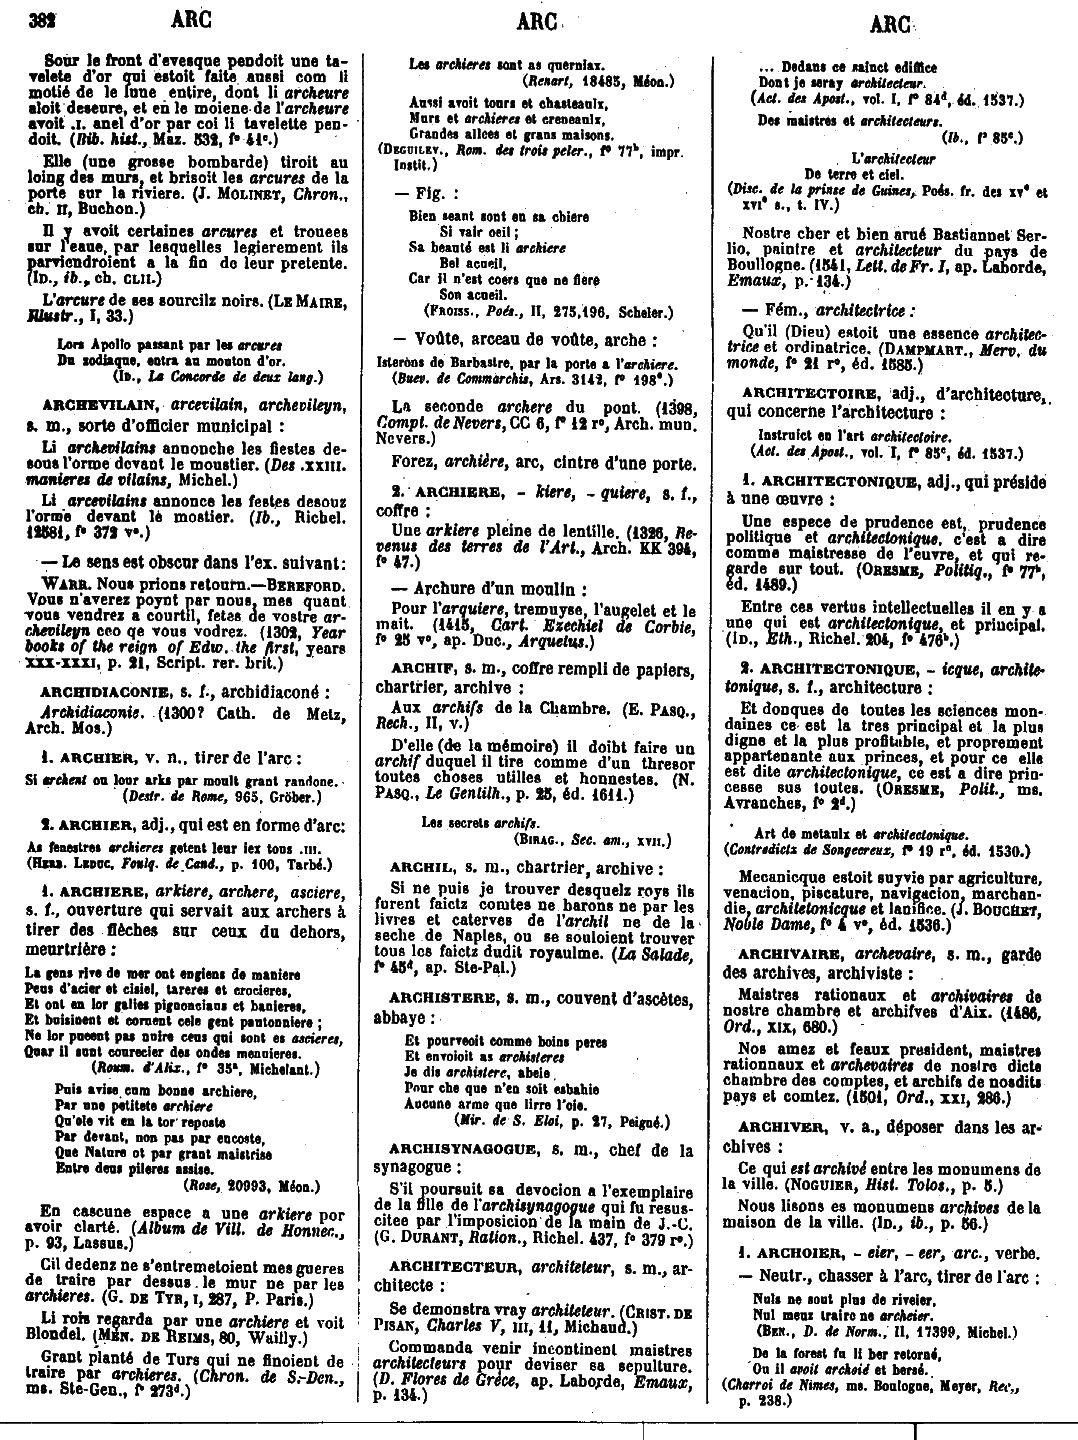 382
ARC
ARC
ARC
Sour le front d'evesque pendoit une ta-
velete d'or qui estoit faite aussi com li
motié de le lune entire, dont li archeure
aloit deseure, et en le moiene de l'archeure
avoit .I. anel d'or par coi li tavelette pen-
doit. (Bib. hist., Maz. 532, f° 41c.)
Elle (une grosse bombarde) tiroit au
loing des murs, et brisoit les arcures de la
porte sur la riviere. (J. MOLINET, Chron.,
ch. II, Buchon.)
Il y avoit certaines arcures et trouees
sur l'eaue, par lesquelles legierement ils
parviendroient a la fin de leur pretente.
(ID., ib., ch. CLII.)
L'arcure de ses sourcilz noirs. (LE MAIRE,
Illustr., I, 33.)
Lors Apollo passant par les arcures
Du zodiaque, entra au mouton d'or.
(ID., La Concorde de deux lang.)
ARCHEVILAIN, arcevilain, archevileyn,
s. m., sorte d'officier municipal :
Li archevilains annonche les fiestes de-
sous l'orme devant le moustier. (Des .XXIII.
manieres de vilains, Michel.)
Li arcevilains annonce les festes desouz
l'orme devant le mostier. (Ib., Richel.
12581, f° 372 v°.)
— Le sens est obscur dans l'ex. suivant:
WARR. Nous prions retourn.—BEREFORD.
Vous n'averez poynt par nous, mes quant
vous vendrez a courtil, fetes de vostre ar-
chevileyn ceo qe vous vodrez. (1302, Year
books of the reign of Edw. the first, years
XXX-XXXI, p. 21, Script. rer. brit.)
ARCHIDIACONIE, s. f., archidiaconé :
Archidiaconie. (1300? Cath. de Metz,
Arch. Mos.)
1. ARCHIER, v. n., tirer de l'arc :
Si archent ou lour arks par moult grant randone.
(Destr. de Rome, 965, Gröber.)
2. ARCHIER, adj., qui est en forme d'arc:
As fenestres archieres getent leur iex tous .III.
(HERB. LEDUC, Foulq. de Cand., p. 100, Tarbé.)
1. ARCHIERE, arkiere, archere, asciere,
s. f., ouverture qui servait aux archers à
tirer des flèches sur ceux du dehors,
meurtrière :
La gens rive de mer ont engiens de maniere
Peus d'acier et cisiel, tareres et crocieres,
Et ont en lor galies pignonciaus et banieres,
Et buisinent et cornent cele gent pautonniere ;
Ne lor pueent pas nuire ceus qui sont es ascieres,
Quar il sunt courecier des ondes menuieres.
(Roum. d'Alix., f° 35a, Michelant.)
Puis avise cum bonne archiere,
Par une petitete archiere
Qu'ele vit en la tor reposte
Par devant, non pas par encoste,
Que Nature ot par grant maistrise
Entre deus pileres assise.
(Rose, 20993, Méon.)
En cascune espace a une arkiere por
avoir clarté. (Album de Vill. de Honnec.,
p. 93, Lassus.)
Cil dedenz ne s'entremetoient mes gueres
de traire par dessus le mur ne par les
archieres. (G. DE TYR, I, 287, P. Paris.)
Li rois regarda par une archiere et voit
Blondel. (MÉN. DE REIMS, 80, Wailly.)
Grant planté de Turs qui ne finoient de
traire par archieres. (Chron. de S.-Den.,
ms. Ste-Gen., f° 273d.)
Les archieres sont as querniax.
(Renart, 18485, Méon.)
Aussi avoit tours et chasteaulx,
Murs et archieres et creneaulx,
Grandes allees et grans maisons.
(DEGUILEV., Rom. des trois peler., f° 77b, impr.
Instit.)
— Fig. :
Bien seant sont en sa chiere
Si vair oeil ;
Sa beauté est li archiere
Bel acueil,
Car il n'est coers que ne fiere
Son acueil.
(FROISS., Poés., II, 275,196, Scheler.)
— Voûte, arceau de voûte, arche :
Isterons de Barbastre, par la porte a l'archiere.
(Buev. de Commarchis, Ars. 3142, f° 198e.)
La seconde archere du pont. (1398,
Compt. de Nevers, CC 6, f° 12 r°, Arch. mun.
Nevers.)
Forez, archière, arc, cintre d'une porte.
2. ARCHIERE, - kiere, - quiere, s. f.,
coffre :
Une arkiere pleine de lentille. (1326, Re-
venus des terres de l'Art., Arch. KK 394,
f° 47.)
— Archure d'un moulin :
Pour l'arquiere, tremuyse, l'augelet et le
mait. (1415, Cart. Ezechiel de Corbie,
f° 25 v°, ap. Duc., Arquetus.)
ARCHIF, s. m., coffre rempli de papiers,
chartrier, archive :
Aux archifs de la Chambre. (E. PASQ.,
Rech., II, v.)
D'elle (de la mémoire) il doibt faire un
archif duquel il tire comme d'un thresor
toutes choses utilles et honnestes. (N.
PASQ., Le Gentilh., p. 25, éd. 1611.)
Les secrets archifs.
(BIRAG., Sec. am., XVII.)
ARCHIL, s. m., chartrier, archive :
Si ne puis je trouver desquelz roys ils
furent faictz comtes ne barons ne par les
livres et caterves de l'archil ne de la
seche de Naples, ou se souloient trouver
tous les faictz dudit royaulme. (La Salade,
f° 45d, ap. Ste-Pal.)
ARCHISTERE, s. m., couvent d'ascètes,
abbaye :
Et pourveoit comme boins peres
Et envoioit as archisteres
Je dis archistere, abeie
Pour che que n'en soit esbahie
Aucune arme que lirre l'oie.
(Mir. de S. Eloi, p. 27, Peigné.)
ARCHISYNAGOGUE, s. m., chef de la
synagogue :
S'il poursuit sa devocion a l'exemplaire
de la fille de l'archisynagogue qui fu resus-
citee par l'imposicion de la main de J.-C.
(G. DURANT, Ration., Richel. 437, f° 379 r°.)
ARCHITECTEUR, architeteur, s. m., ar-
chitecte :
Se demonstra vray architeteur. (CRIST. DE
PISAN, Charles V, III, 11, Michaud.)
Commanda venir incontinent maistres
architecteurs pour deviser sa sepulture.
(D. Flores de Grèce, ap. Laborde, Emaux,
p. 134.)
... Dedans ce sainct edifice
Dont je seray architecteur.
(Act. des Apost., vol. I, f° 84d, éd. 1537.)
Des maistres et architecteurs.
(Ib., f° 85c.)
L'architecteur
De terre et ciel.
(Disc. de la prinse de Guines, Poés. fr. des XVe et
XVIe s., t. IV.)
Nostre cher et bien amé Bastiannet Ser-
lio, paintre et architecteur du pays de
Boullogne. (1541, Lett. de Fr. I, ap. Laborde,
Emaux, p. 134.)
— Fém., architectrice :
Qu'il (Dieu) estoit une essence architec-
trice et ordinatrice. (DAMPMART., Merv. du
monde, f° 21 r°, éd. 1585.)
ARCHITECTOIRE, adj., d'architecture,
qui concerne l'architecture :
Instruict en l'art architectoire.
(Act. des Apost., vol. I, f° 85c, éd. 1537.)
1. ARCHITECTONIQUE, adj., qui préside
à une œuvre :
Une espece de prudence est, prudence
politique et architectonique, c'est a dire
comme maistresse de l'euvre, et qui re-
garde sur tout. (ORESME, Politiq., f° 77b,
éd. 1489.)
Entre ces vertus intellectuelles il en y a
une qui est architectonique, et principal.
(ID., Eth., Richel. 204, f° 476b.)
2. ARCHITECTONIQUE, - icque, archite-
tonique, s. f., architecture :
Et donques de toutes les sciences mon-
daines ce est la tres principal et la plus
digne et la plus profitable, et proprement
appartenante aux princes, et pour ce elle
est dite architectonique, ce est a dire prin-
cesse sus toutes. (ORESME, Polit., ms.
Avranches, f° 2d.)
Art de metaulx et architectonique.
(Contredictz de Songecreux, f° 19 r°, éd. 1530.)
Mecanicque estoit suyvie par agriculture,
venacion, piscature, navigacion, marchan-
die, architetonicque et lanifice. (J. BOUCHET,
Noble Dame, f° 4 v°, éd. 1536.)
ARCHIVAIRE, archevaire, s. m., garde
des archives, archiviste :
Maistres rationaux et archivaires de
nostre chambre et archifves d'Aix. (1486,
Ord., XIX, 680.)
Nos amez et feaux president, maistres
rationaux et archevaires de nostre dicte
chambre des comptes, et archifs de nosdits
pays et comtez. (1501, Ord., XXI, 286.)
ARCHIVER, v. a., déposer dans les ar-
chives :
Ce qui est archivé entre les monumens de
la ville. (NOGUIER, Hist. Tolos., p. 5.)
Nous lisons es monumens archives de la
maison de la ville. (ID., ib., p. 56.)
1. ARCHOIER, - eier, - eer, arc., verbe.
— Neutr., chasser à l'arc, tirer de l'arc :
Nuls ne sout plus de riveier,
Nul meuz traire ne archeier.
(BEN., D. de Norm., II, 17399, Michel.)
De la forest fu li ber retorné,
Ou il avoit archoié et bersé.
(Charroi de Nimes, ms. Boulogne, Meyer, Rec.,
p. 238.)